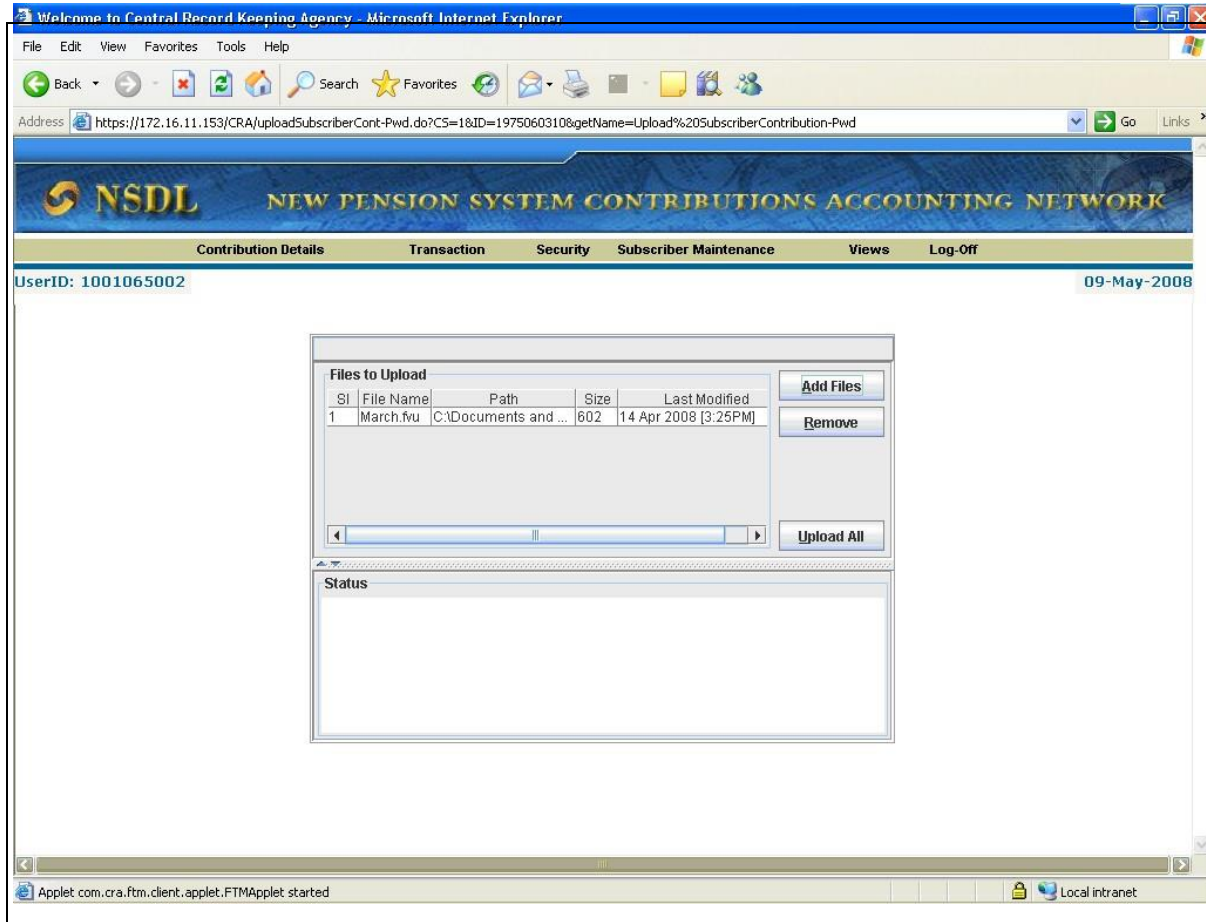 Welcome to Central Record Keeping Agency - Microsoft Internet Explorer
File Edit View Favorites Tools Help
Back Search Favorites
Address https://172.16.11.153/CRA/uploadSubscriberCont-Pwd.do?CS=1&ID=1975060310&getName=Upload%20SubscriberContribution-Pwd Go Links
NSDL NEW PENSION SYSTEM CONTRIBUTIONS ACCOUNTING NETWORK
Contribution Details Transaction Security Subscriber Maintenance Views Log-Off
UserID: 1001065002 09-May-2008
Files to Upload
Sl File Name Path Size Last Modified
1 March.fvu C:\Documents and ... 602 14 Apr 2008 [3:25PM]
Add Files
Remove
Upload All
Status
Applet com.cra.ftm.client.applet.FTMApplet started Local intranet